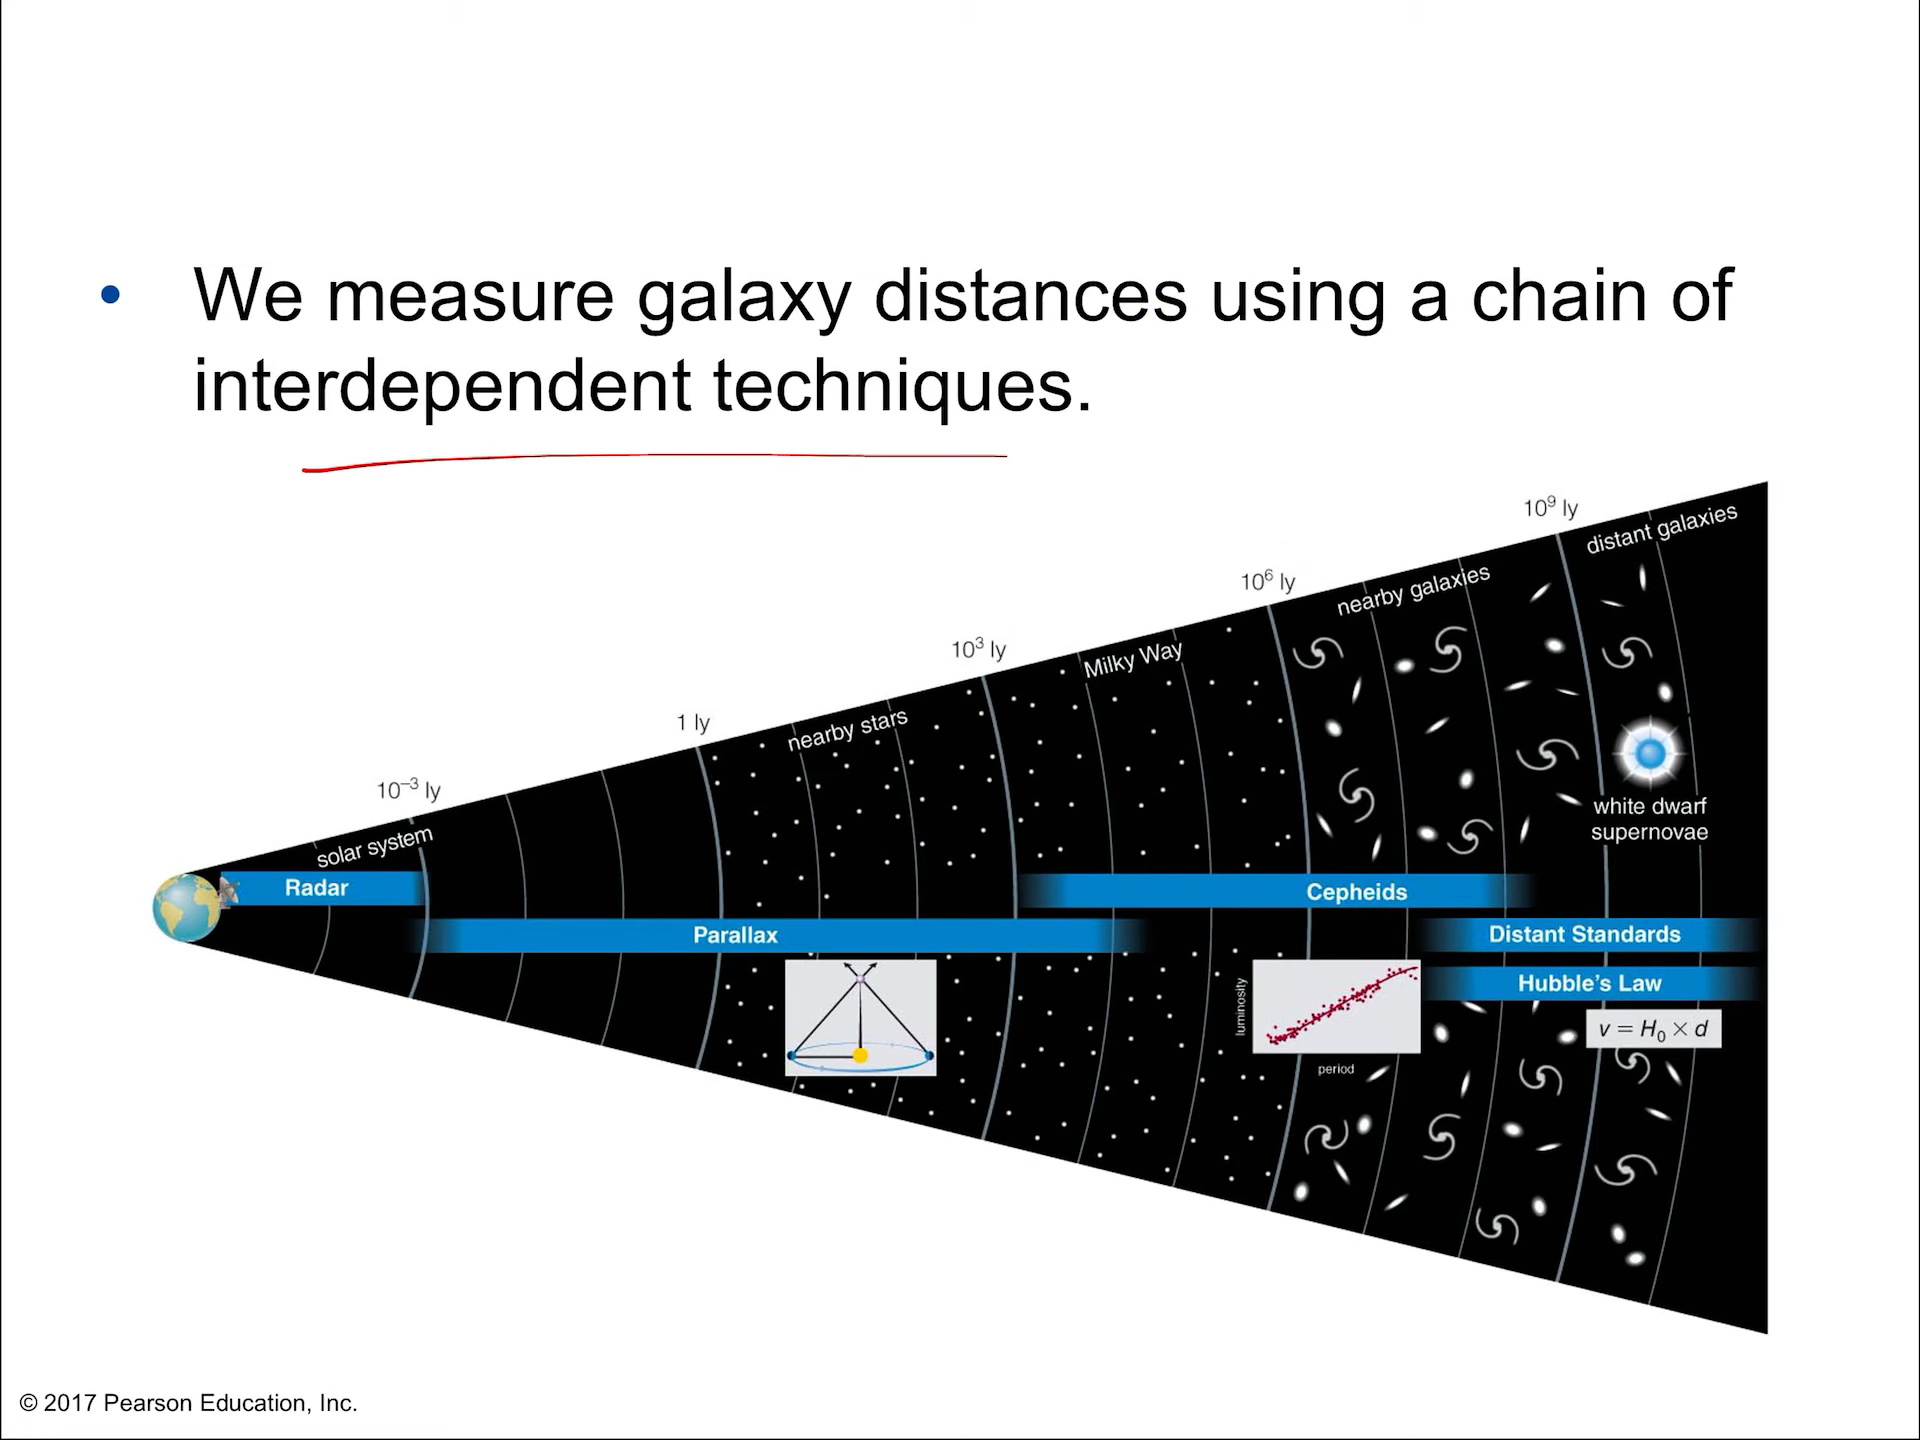 • We measure galaxy distances using a chain of
interdependent techniques.
10⁹ ly
distant galaxies
10⁶ ly
nearby galaxies
10³ ly
Milky Way
1 ly
nearby stars
10⁻³ ly
solar system
white dwarf
supernovae
Radar
Cepheids
Parallax
Distant Standards
Hubble’s Law
luminosity
period
v = H₀ × d
© 2017 Pearson Education, Inc.